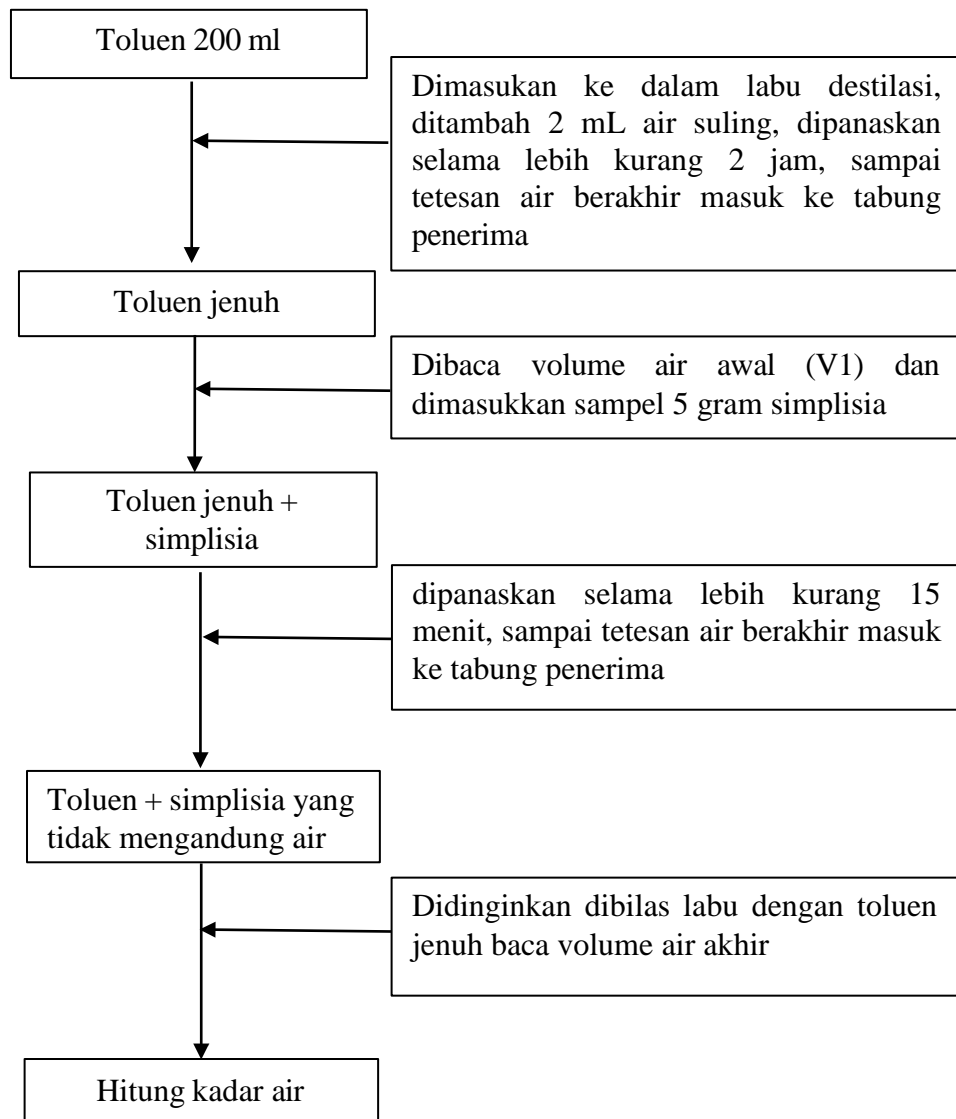 Toluen 200 ml
Dimasukan ke dalam labu destilasi,
ditambah 2 mL air suling, dipanaskan
selama lebih kurang 2 jam, sampai
tetesan air berakhir masuk ke tabung
penerima
Toluen jenuh
Dibaca volume air awal (V1) dan
dimasukkan sampel 5 gram simplisia
Toluen jenuh +
simplisia
dipanaskan selama lebih kurang 15
menit, sampai tetesan air berakhir masuk
ke tabung penerima
Toluen + simplisia yang
tidak mengandung air
Didinginkan dibilas labu dengan toluen
jenuh baca volume air akhir
Hitung kadar air